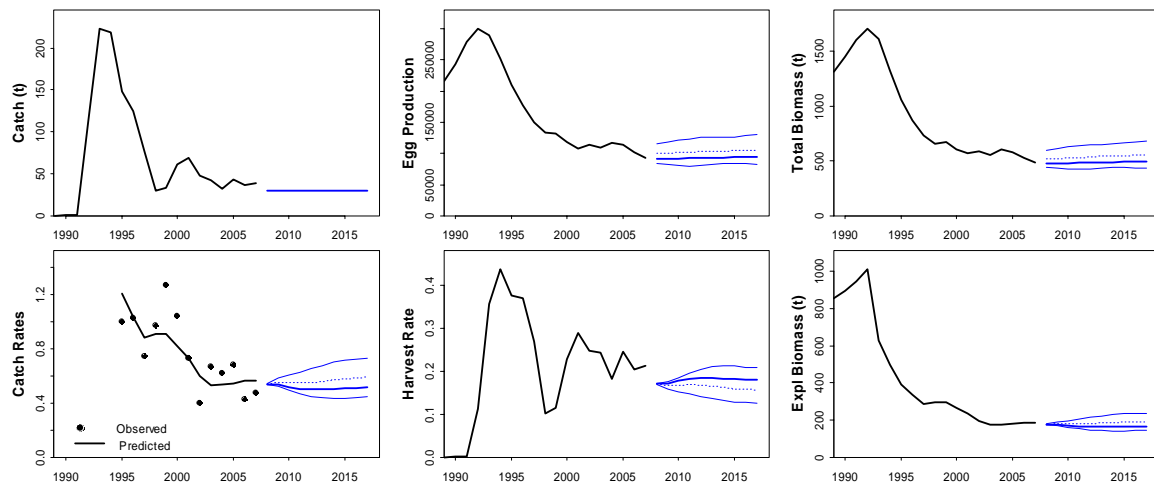 Catch (t)
0
50
100
150
200
1990 1995 2000 2005 2010 2015
Egg Production
0
50000
150000
250000
1990 1995 2000 2005 2010 2015
Total Biomass (t)
0
500
1000
1500
1990 1995 2000 2005 2010 2015
Catch Rates
0.0
0.4
0.8
1.2
Observed
Predicted
1990 1995 2000 2005 2010 2015
Harvest Rate
0.0
0.1
0.2
0.3
0.4
1990 1995 2000 2005 2010 2015
Expl Biomass (t)
0
200
400
600
800
1000
1990 1995 2000 2005 2010 2015